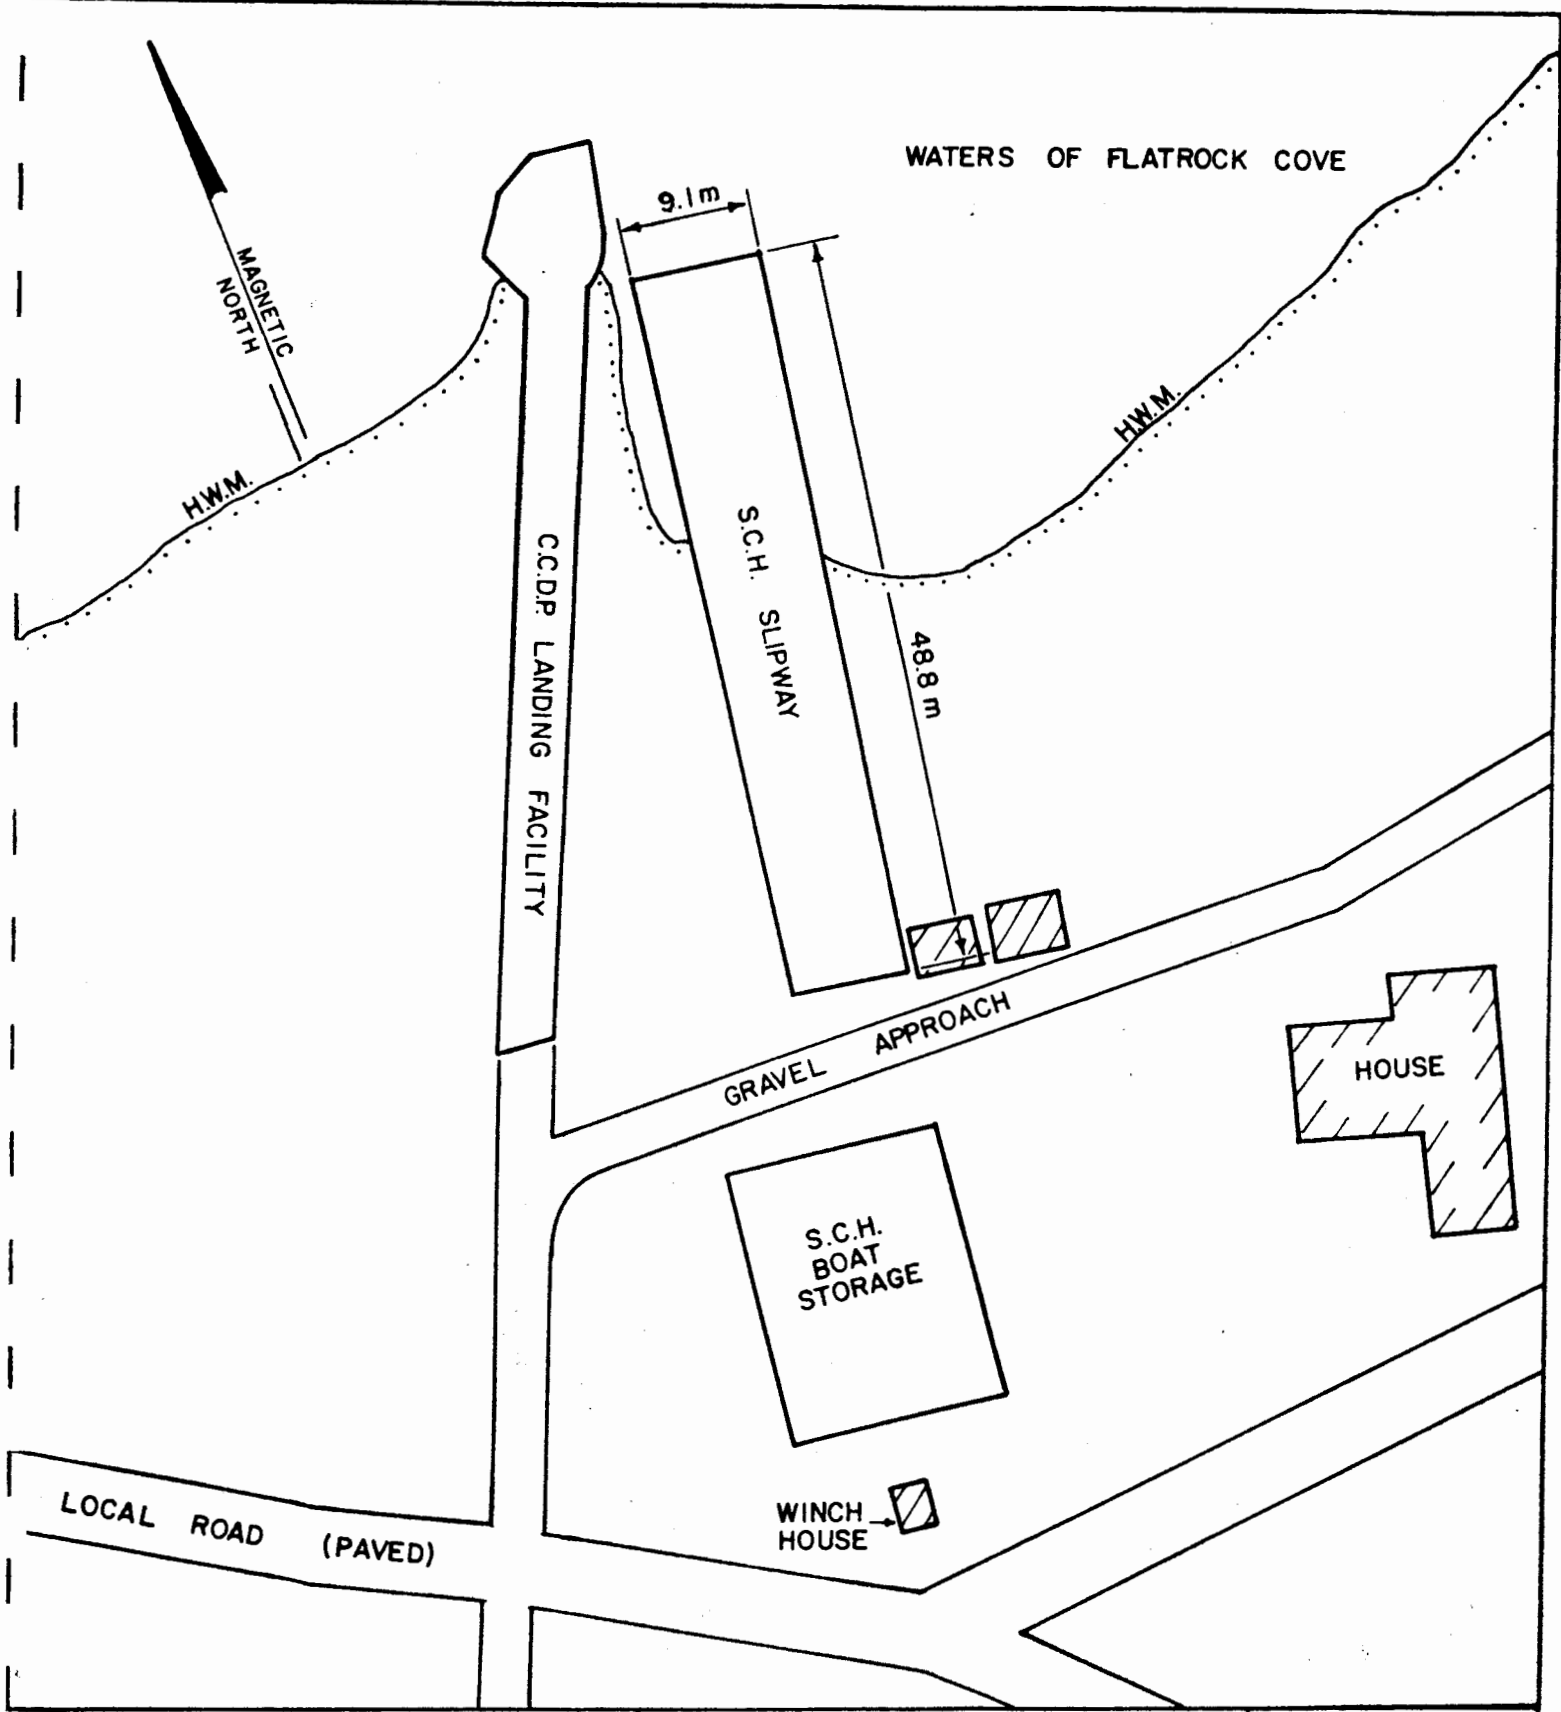 WATERS OF FLATROCK COVE
9.1m
MAGNETIC
NORTH
H.W.M.
H.W.M.
C.C.D.P. LANDING FACILITY
S.C.H. SLIPWAY
48.8 m
GRAVEL APPROACH
HOUSE
S.C.H.
BOAT
STORAGE
WINCH
HOUSE
LOCAL ROAD (PAVED)